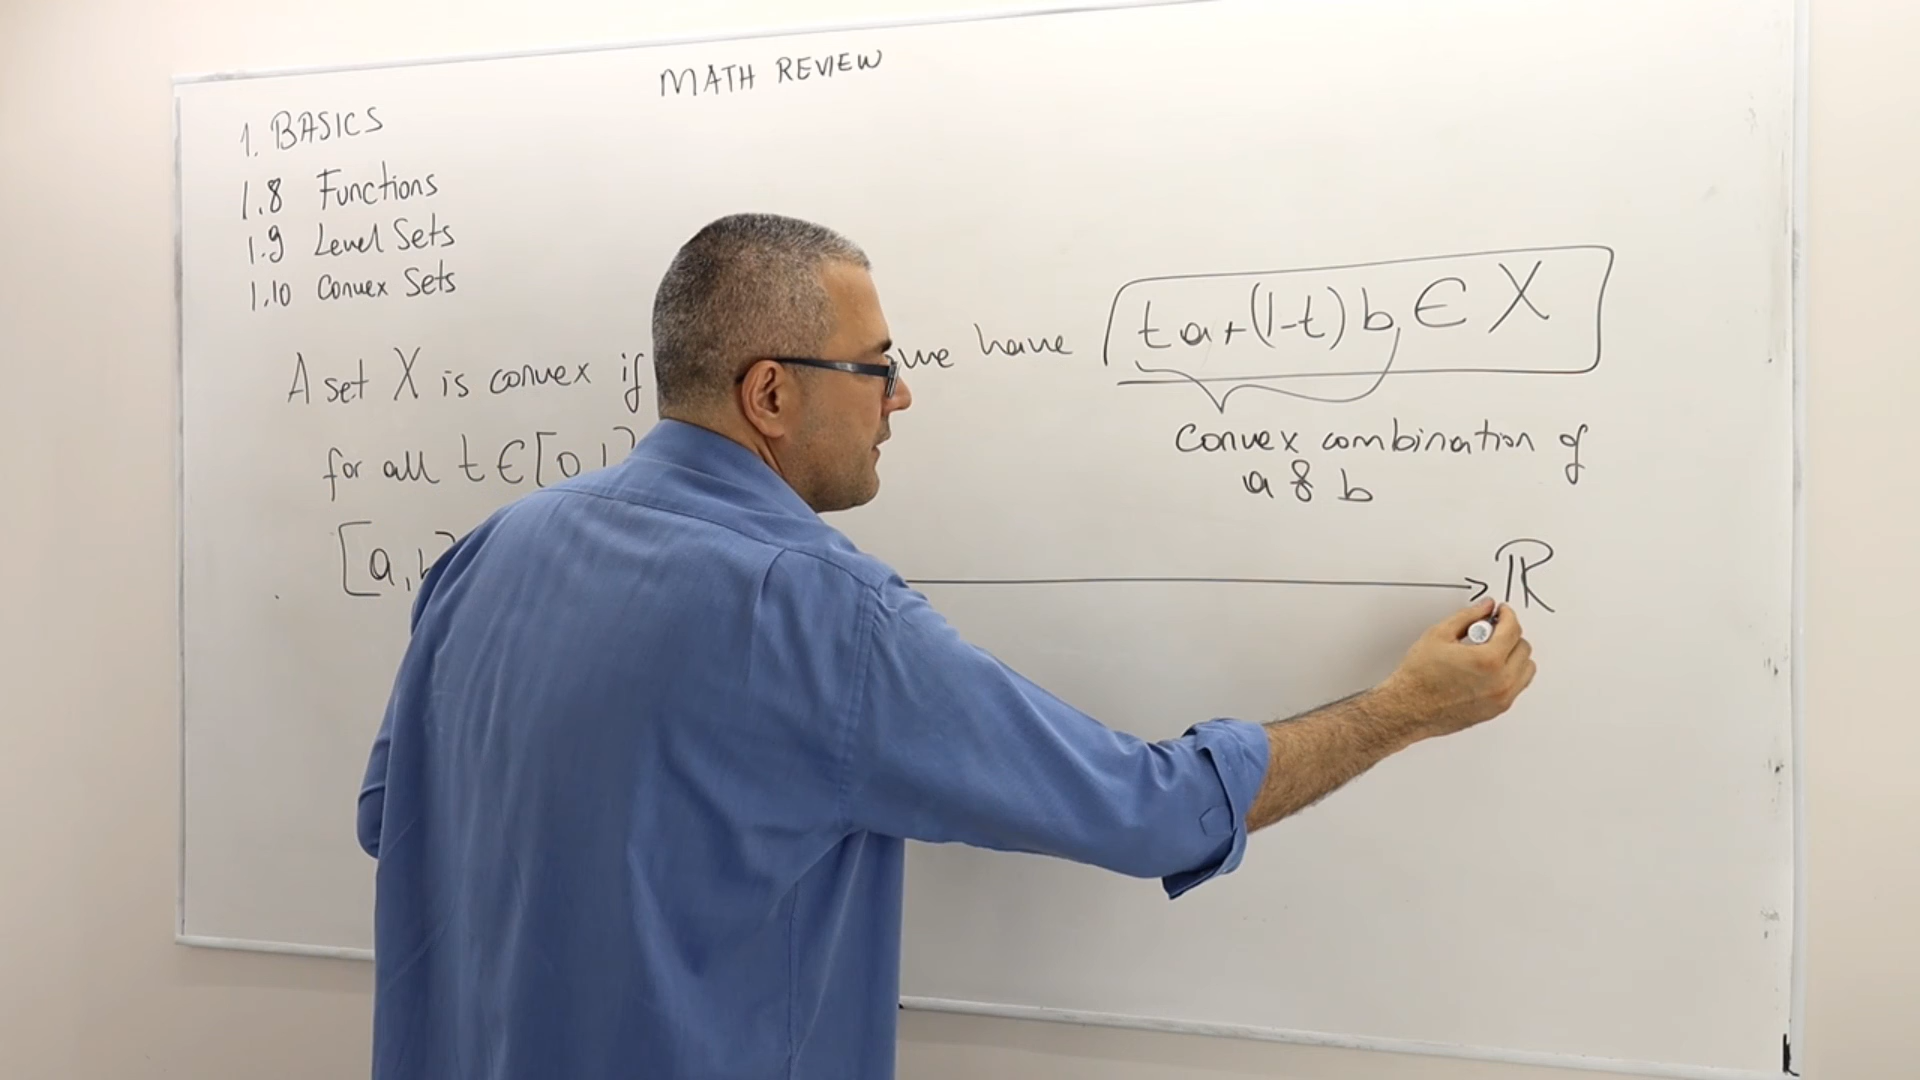 MATH REVIEW
1. BASICS
1.8 Functions
1.9 Level Sets
1.10 Convex Sets
A set X is convex if we have ta+(1-t)b ∈ X
convex combination of
a & b
for all t ∈ [0,1]
[a,b]
ℝ